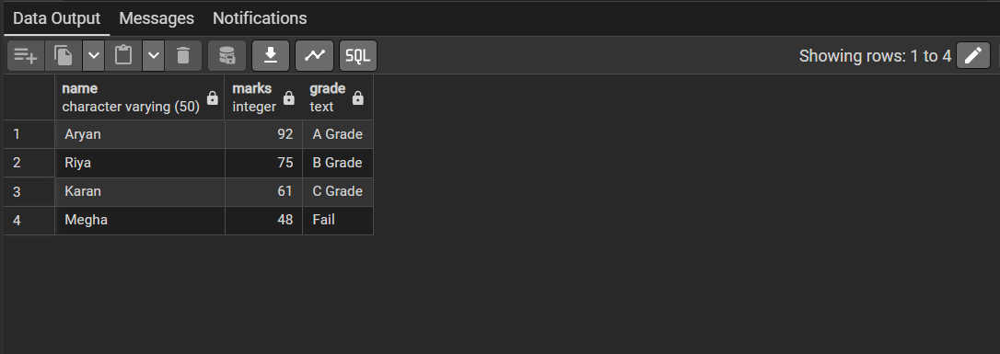 Data Output Messages Notifications
SQL Showing rows: 1 to 4
name marks grade
character varying (50) integer text
1 Aryan 92 A Grade
2 Riya 75 B Grade
3 Karan 61 C Grade
4 Megha 48 Fail